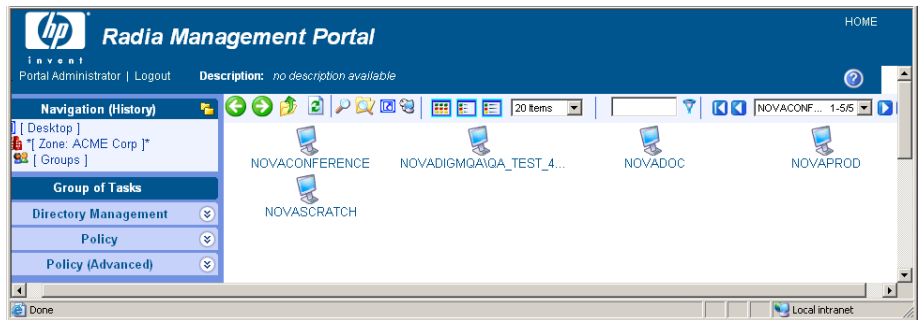 HOME
hp
Radia Management Portal
invent
Portal Administrator | Logout
Description: no description available
Navigation (History)
[ Desktop ]
*[ Zone: ACME Corp ]*
[ Groups ]
20 Items
NOVACONF... 1-5/5
NOVACONFERENCE
NOVADIGMQA\QA_TEST_4...
NOVADOC
NOVAPROD
NOVASCRATCH
Group of Tasks
Directory Management
Policy
Policy (Advanced)
Done
Local intranet